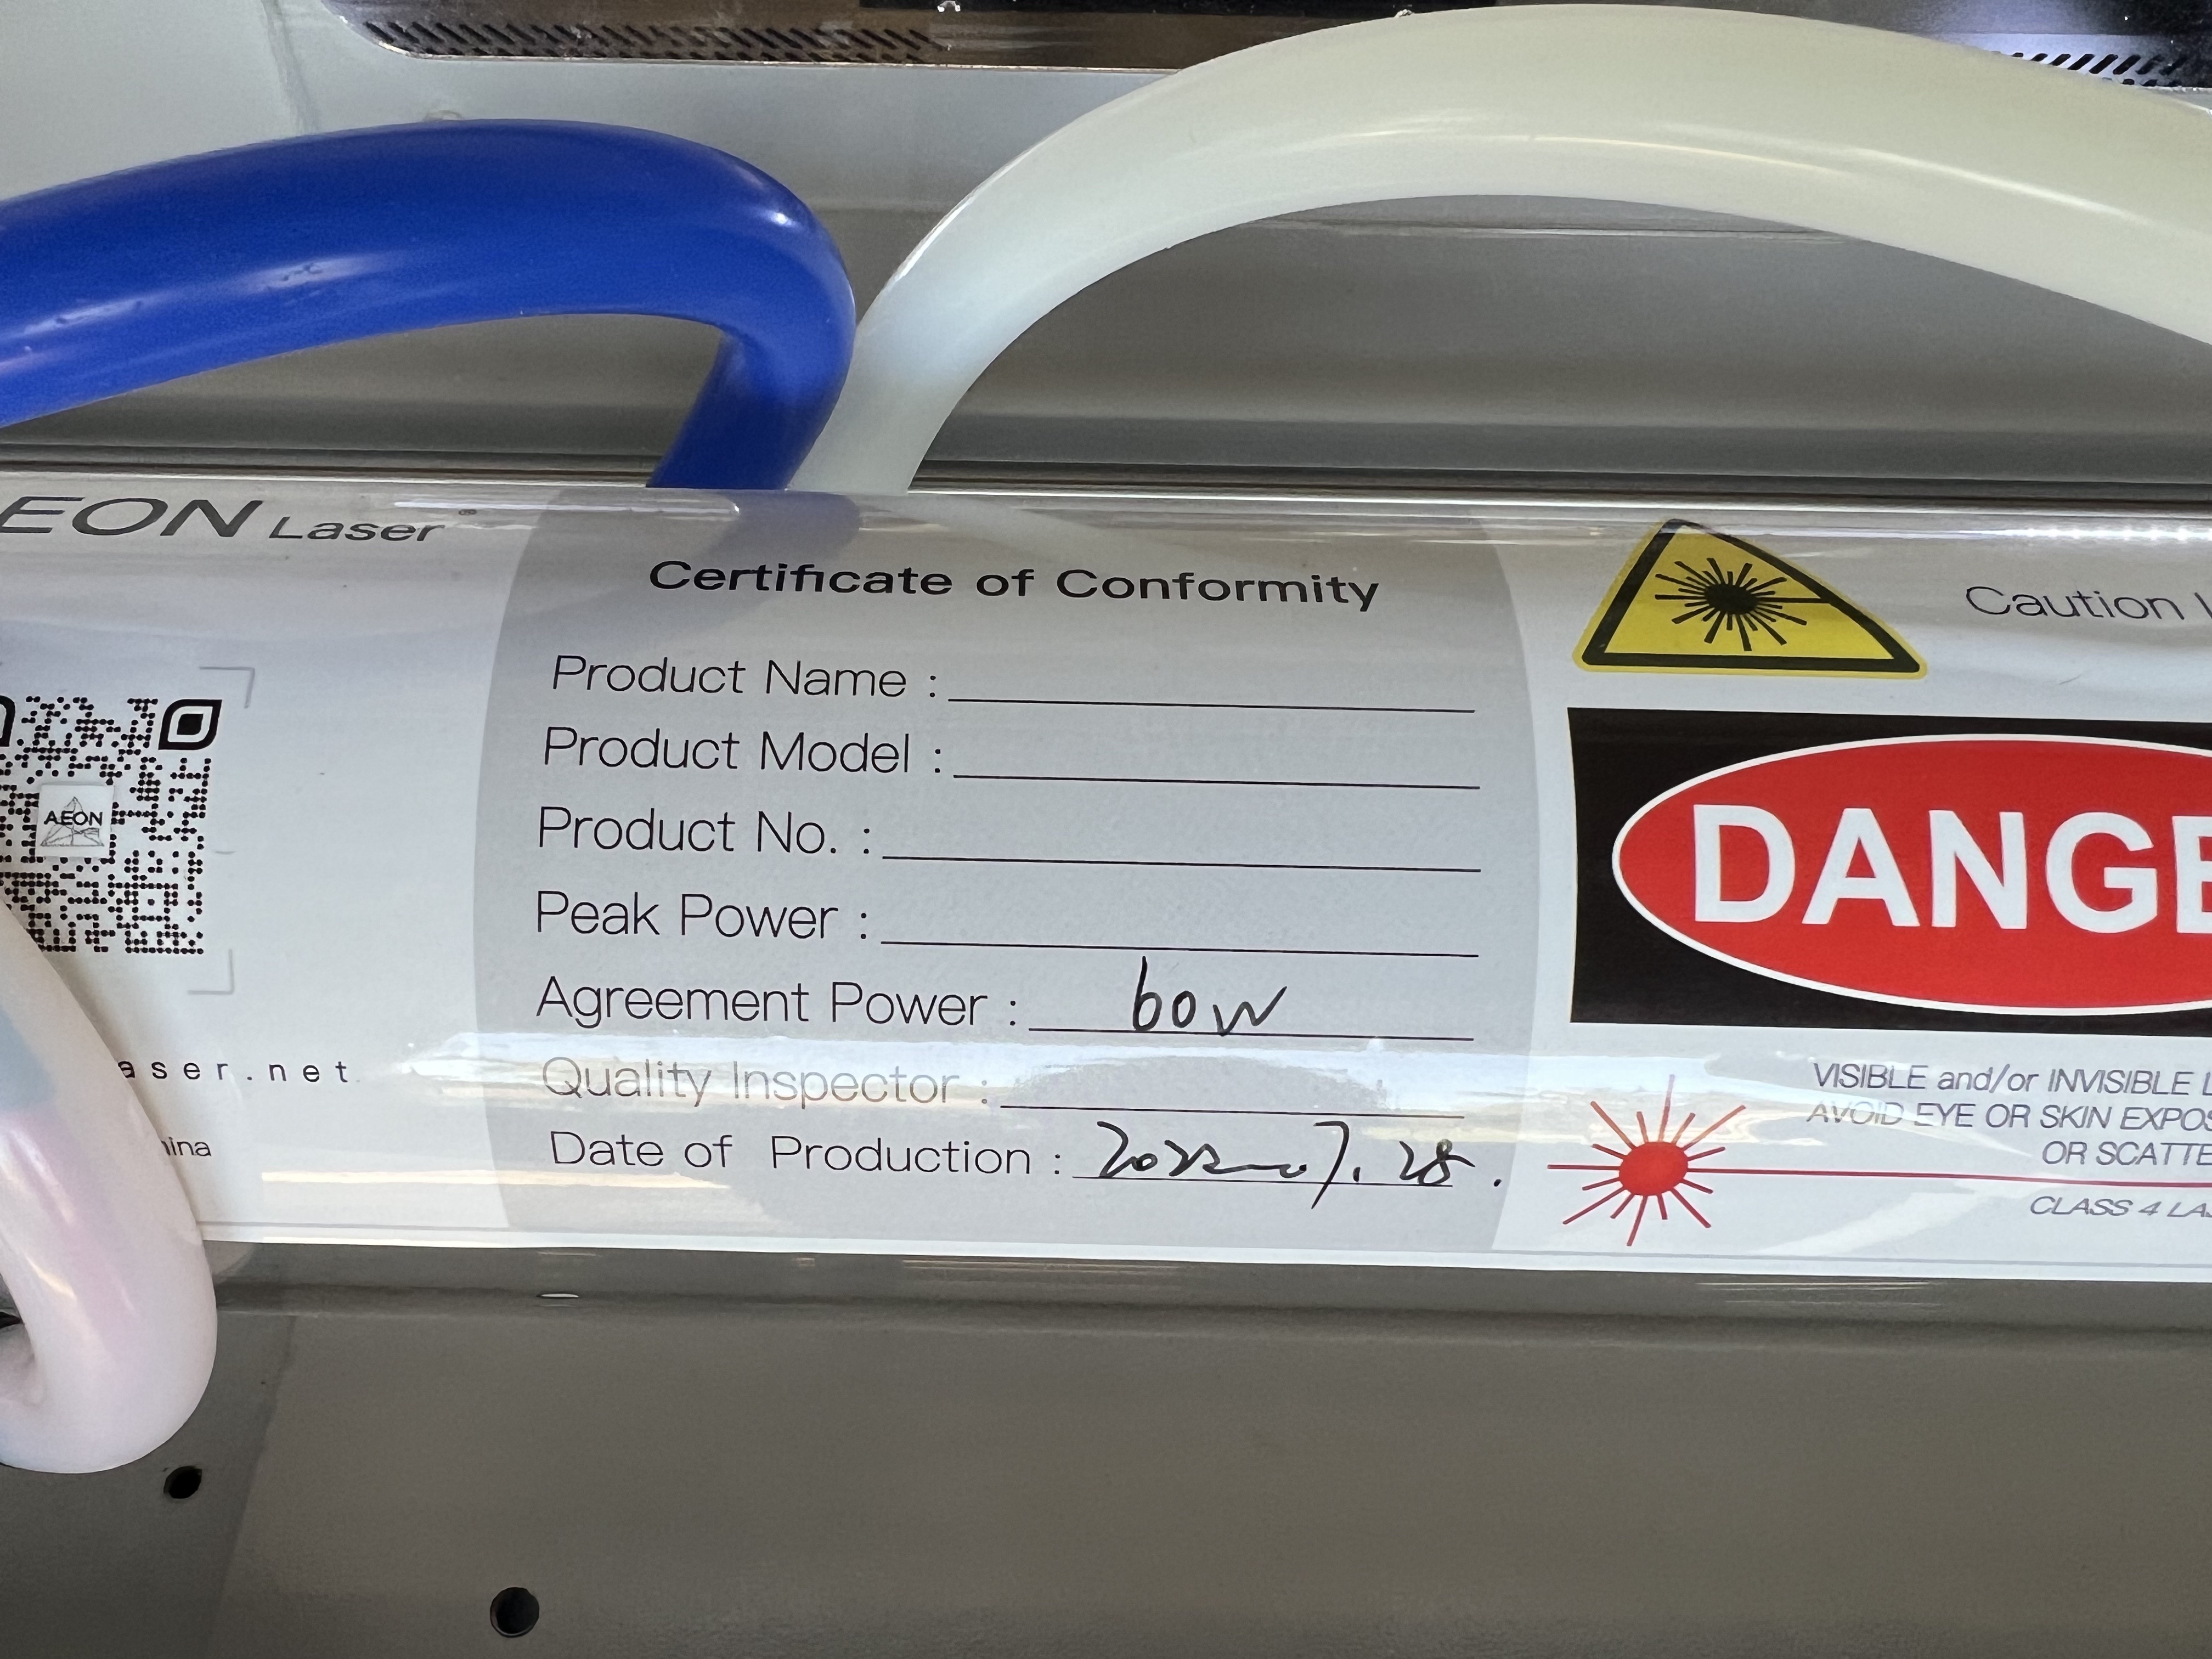 EON Laser®
AEON
aser.net
hina
Certificate of Conformity
Product Name :
Product Model :
Product No. :
Peak Power :
Agreement Power : 60W
Quality Inspector :
Date of Production : 2022-07.28.
Caution
DANGE
VISIBLE and/or INVISIBLE L
AVOID EYE OR SKIN EXPOS
OR SCATTE
CLASS 4 LAS